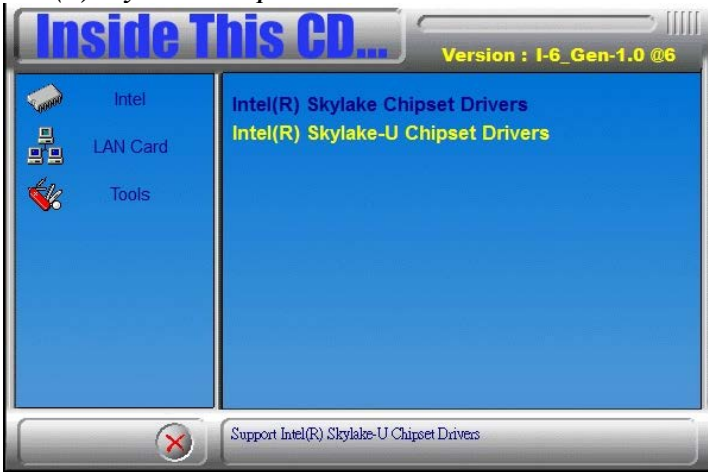 Inside This CD...
Version : I-6_Gen-1.0 @6
Intel
LAN Card
Tools
Intel(R) Skylake Chipset Drivers
Intel(R) Skylake-U Chipset Drivers
Support Intel(R) Skylake-U Chipset Drivers